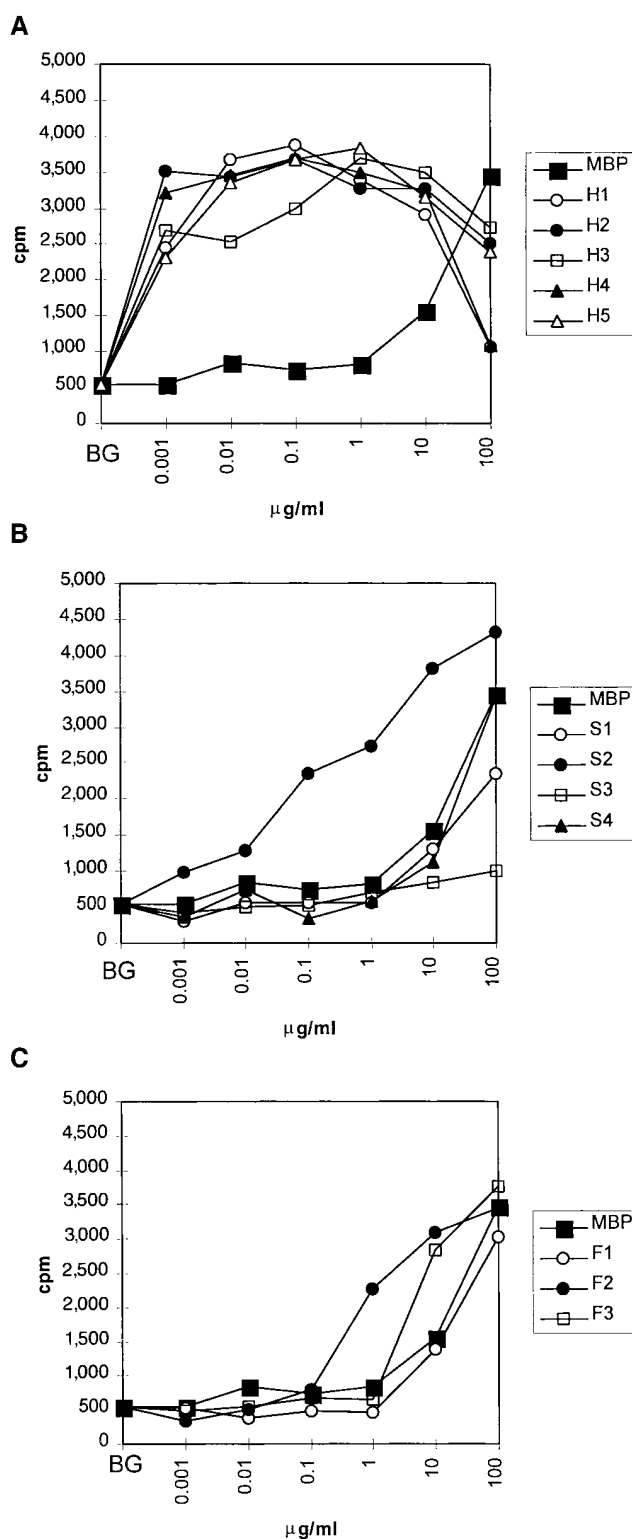 A
5,000
4,500
4,000
3,500
3,000
2,500
2,000
1,500
1,000
500
0
cpm
BG
0.001
0.01
0.1
1
10
100
µg/ml
MBP
H1
H2
H3
H4
H5
B
5,000
4,500
4,000
3,500
3,000
2,500
2,000
1,500
1,000
500
0
cpm
BG
0.001
0.01
0.1
1
10
100
µg/ml
MBP
S1
S2
S3
S4
C
5,000
4,500
4,000
3,500
3,000
2,500
2,000
1,500
1,000
500
0
cpm
BG
0.001
0.01
0.1
1
10
100
µg/ml
MBP
F1
F2
F3